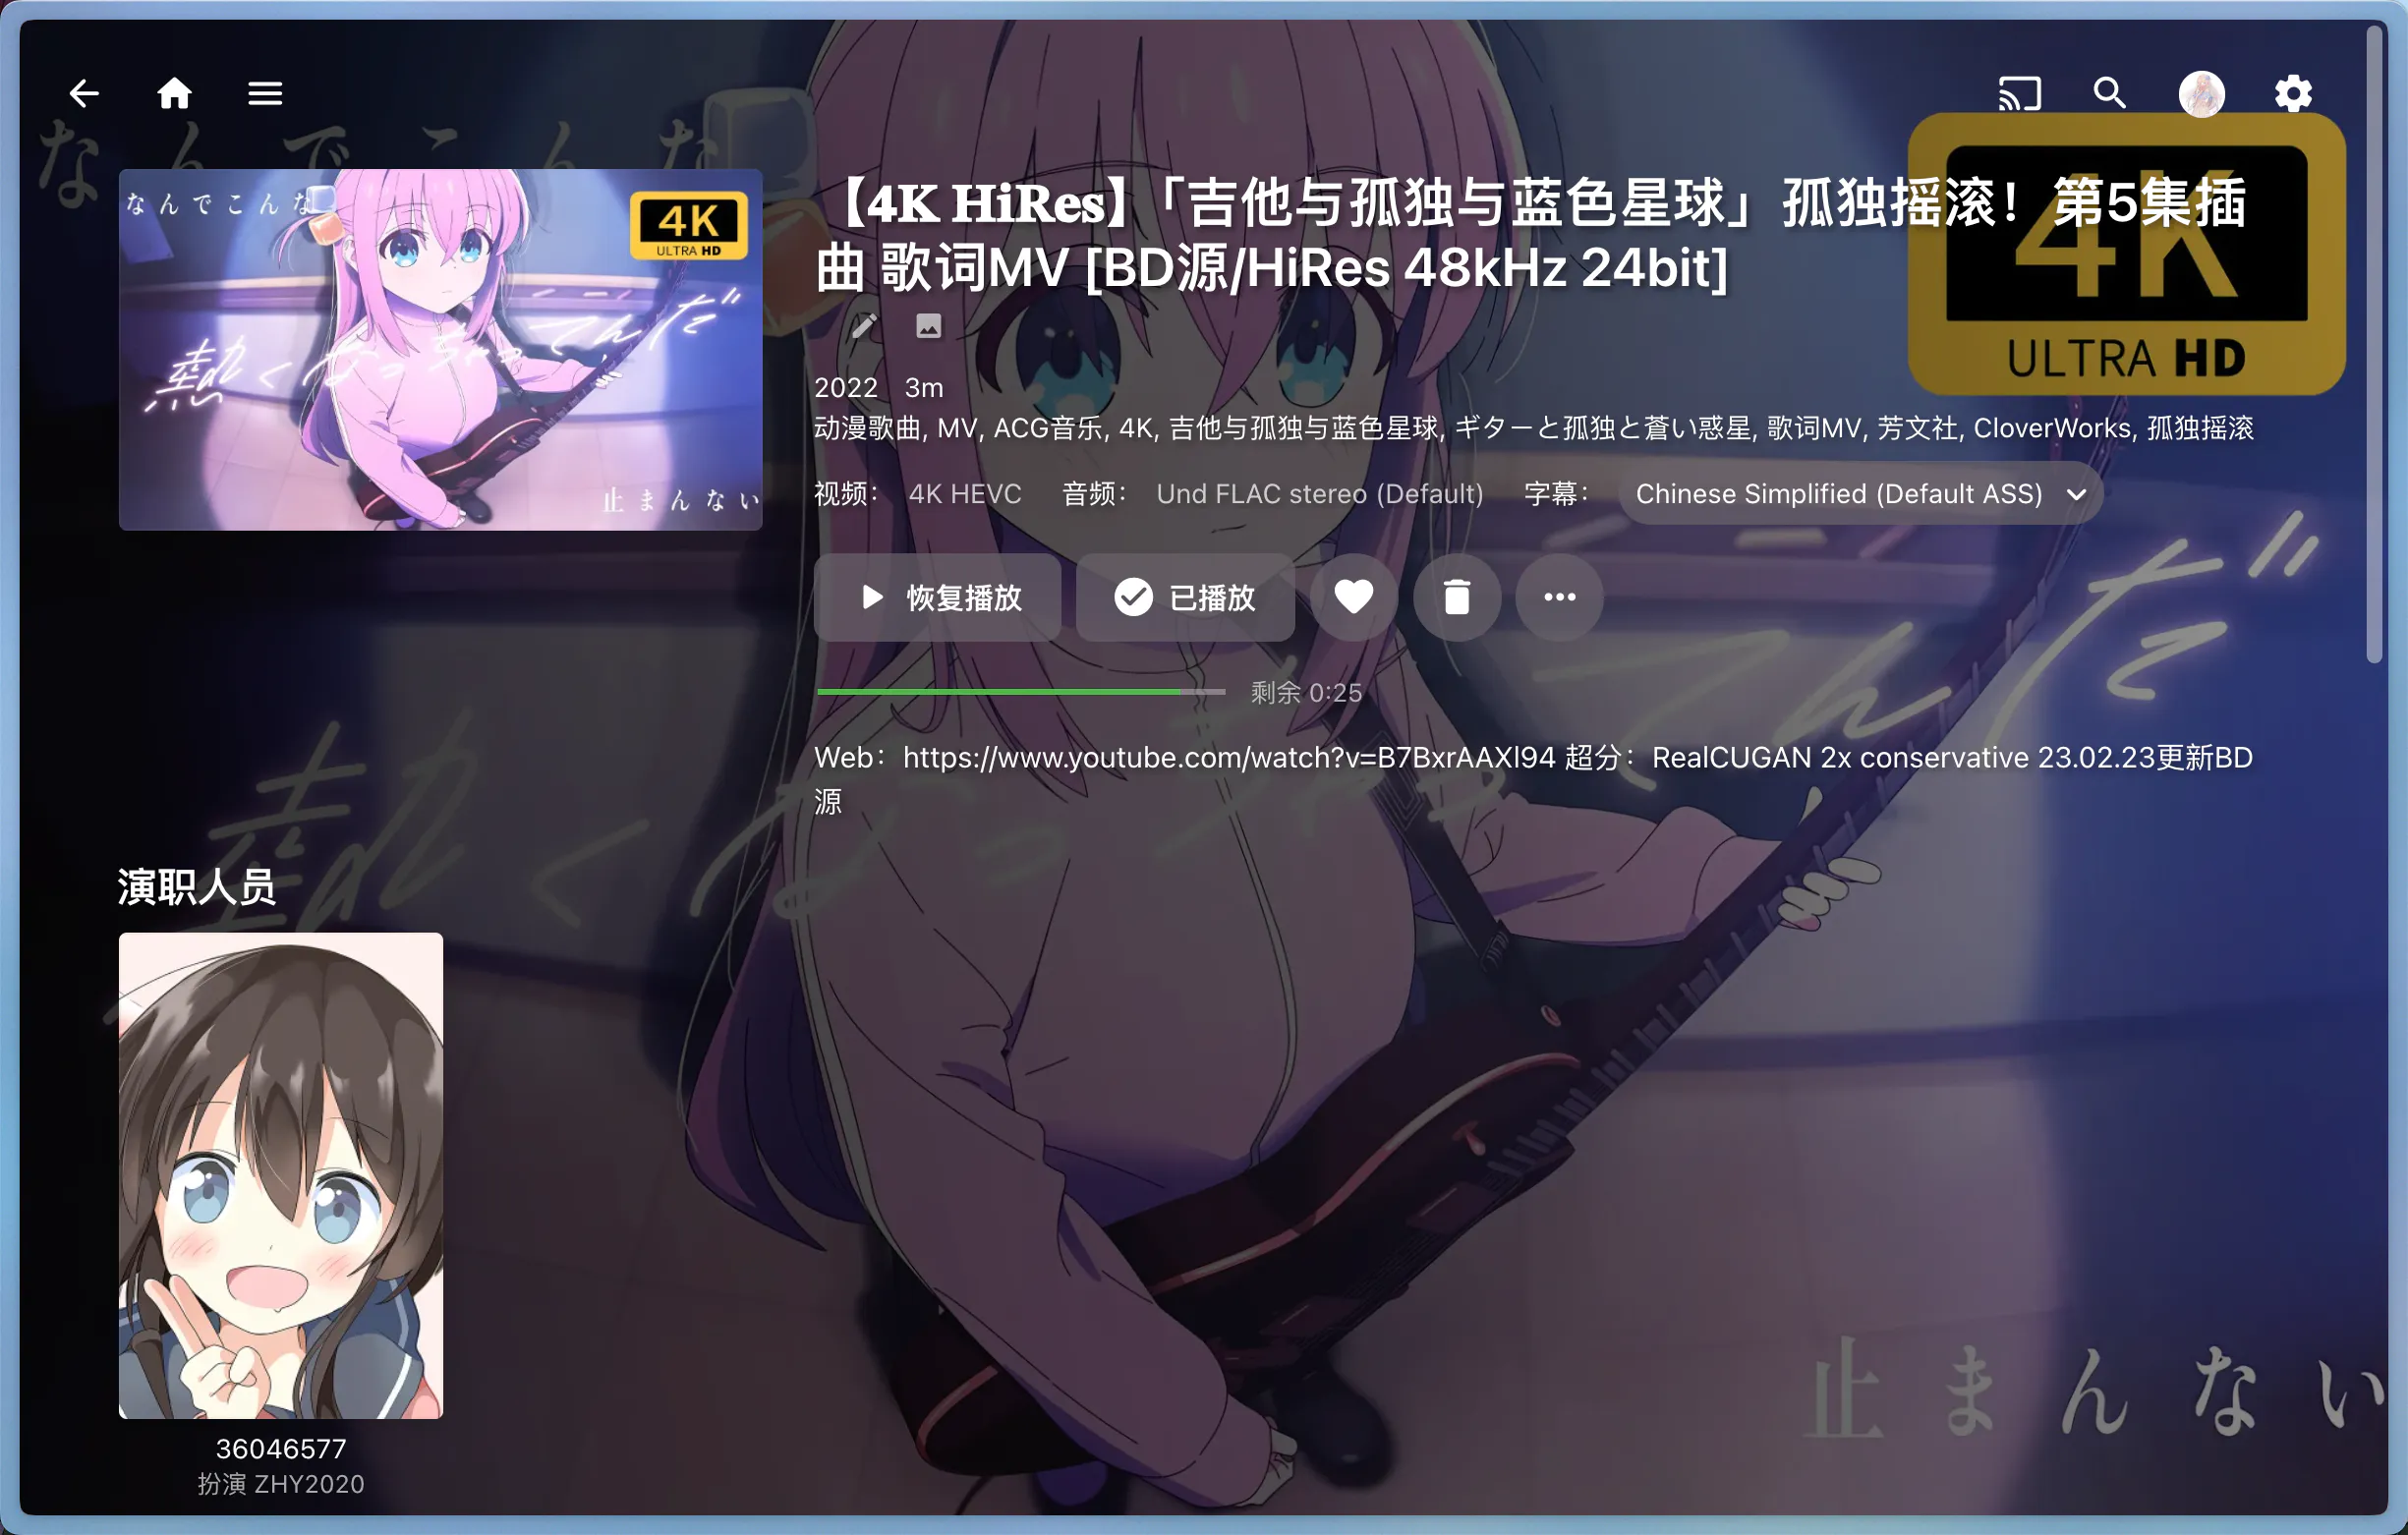 なんでこんな
なんでこんな
4K
ULTRA HD
熱くなっちゃってんだ
止まんない
【4K HiRes】「吉他与孤独与蓝色星球」孤独摇滚！第5集插
曲 歌词MV [BD源/HiRes 48kHz 24bit]
4K
ULTRA HD
2022 3m
动漫歌曲, MV, ACG音乐, 4K, 吉他与孤独与蓝色星球, ギターと孤独と蒼い惑星, 歌词MV, 芳文社, CloverWorks, 孤独摇滚
视频： 4K HEVC 音频： Und FLAC stereo (Default) 字幕： Chinese Simplified (Default ASS)
恢复播放 已播放
剩余 0:25
Web：https://www.youtube.com/watch?v=B7BxrAAXl94 超分：RealCUGAN 2x conservative 23.02.23更新BD
源
熱くなっちゃってんだ
演职人员
36046577
扮演 ZHY2020
止まんない